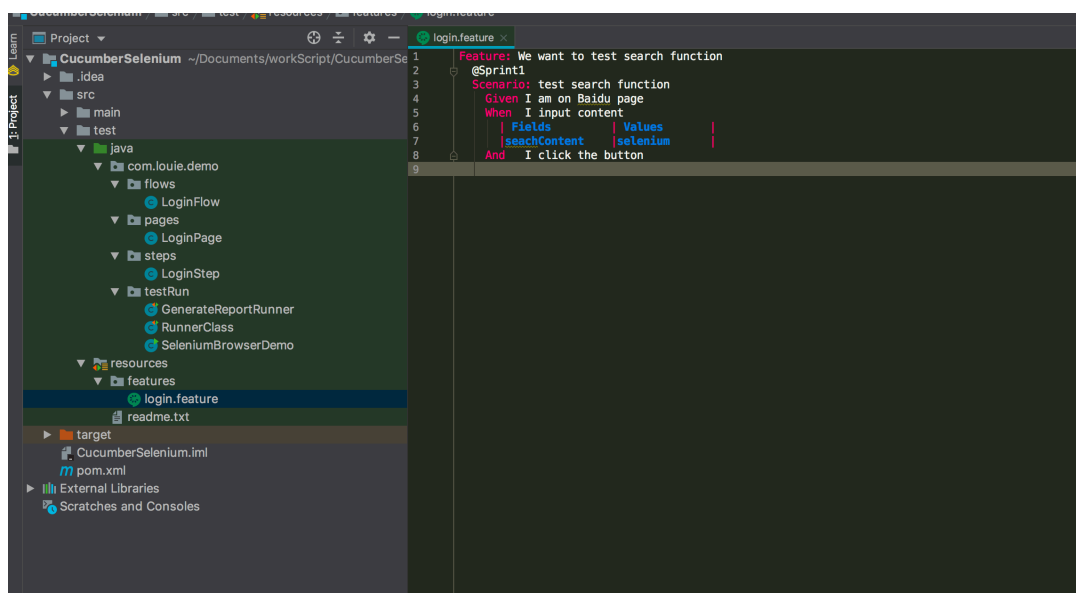 CucumberSelenium / src / test / resources / features / login.feature
Learn
1: Project
Project
CucumberSelenium ~/Documents/workScript/CucumberSe
.idea
src
main
test
java
com.louie.demo
flows
LoginFlow
pages
LoginPage
steps
LoginStep
testRun
GenerateReportRunner
RunnerClass
SeleniumBrowserDemo
resources
features
login.feature
readme.txt
target
CucumberSelenium.iml
pom.xml
External Libraries
Scratches and Consoles
login.feature ×
1 Feature: We want to test search function
2 @Sprint1
3 Scenario: test search function
4 Given I am on Baidu page
5 When I input content
6 | Fields | Values |
7 |seachContent |selenium |
8 And I click the button
9